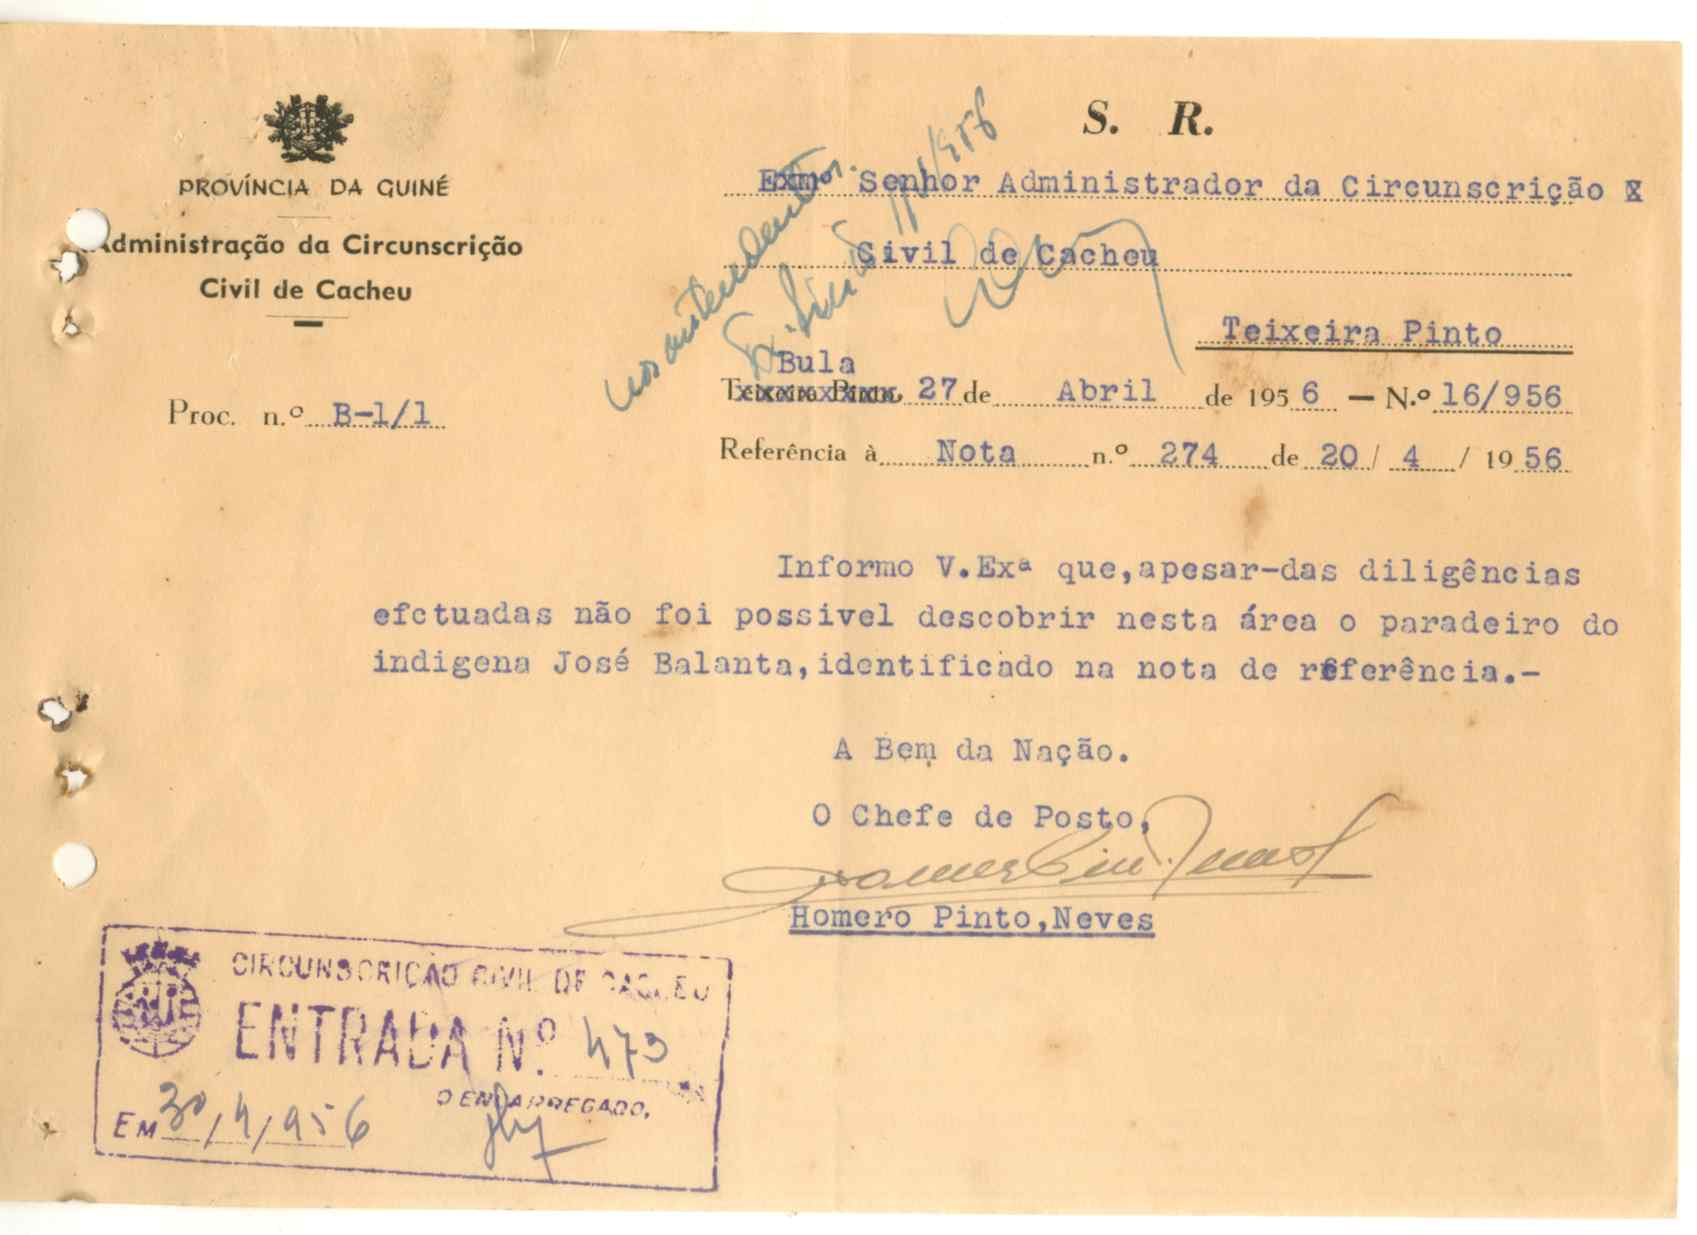 S. R.
PROVÍNCIA DA GUINÉ
Administração da Circunscrição
Civil de Cacheu
Proc. n.º B-1/1
Exmo. Senhor Administrador da Circunscrição
Civil de Cacheu
Teixeira Pinto
Bula
Teixeira Pinto, 27 de Abril de 1956 — N.º 16/956
Referência à Nota n.º 274 de 20 / 4 / 1956
Informo V.Exª que,apesar-das diligências
efctuadas não foi possivel descobrir nesta área o paradeiro do
indigena José Balanta,identificado na nota de referência.-
A Bem da Nação.
O Chefe de Posto,
Homero Pinto,Neves
CIRCUNSCRIÇÃO CIVIL DE CACHEU
ENTRADA N.º 473
O ENCARREGADO,
EM 30/4/956